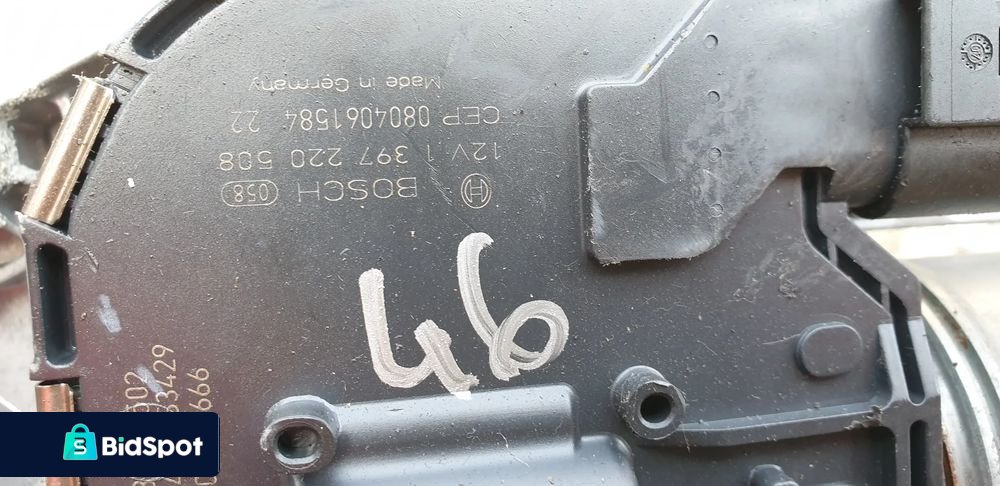 BOSCH 058
12V 1 397 220 508
CEP 0804061584 22
Made in Germany
46
BidSpot